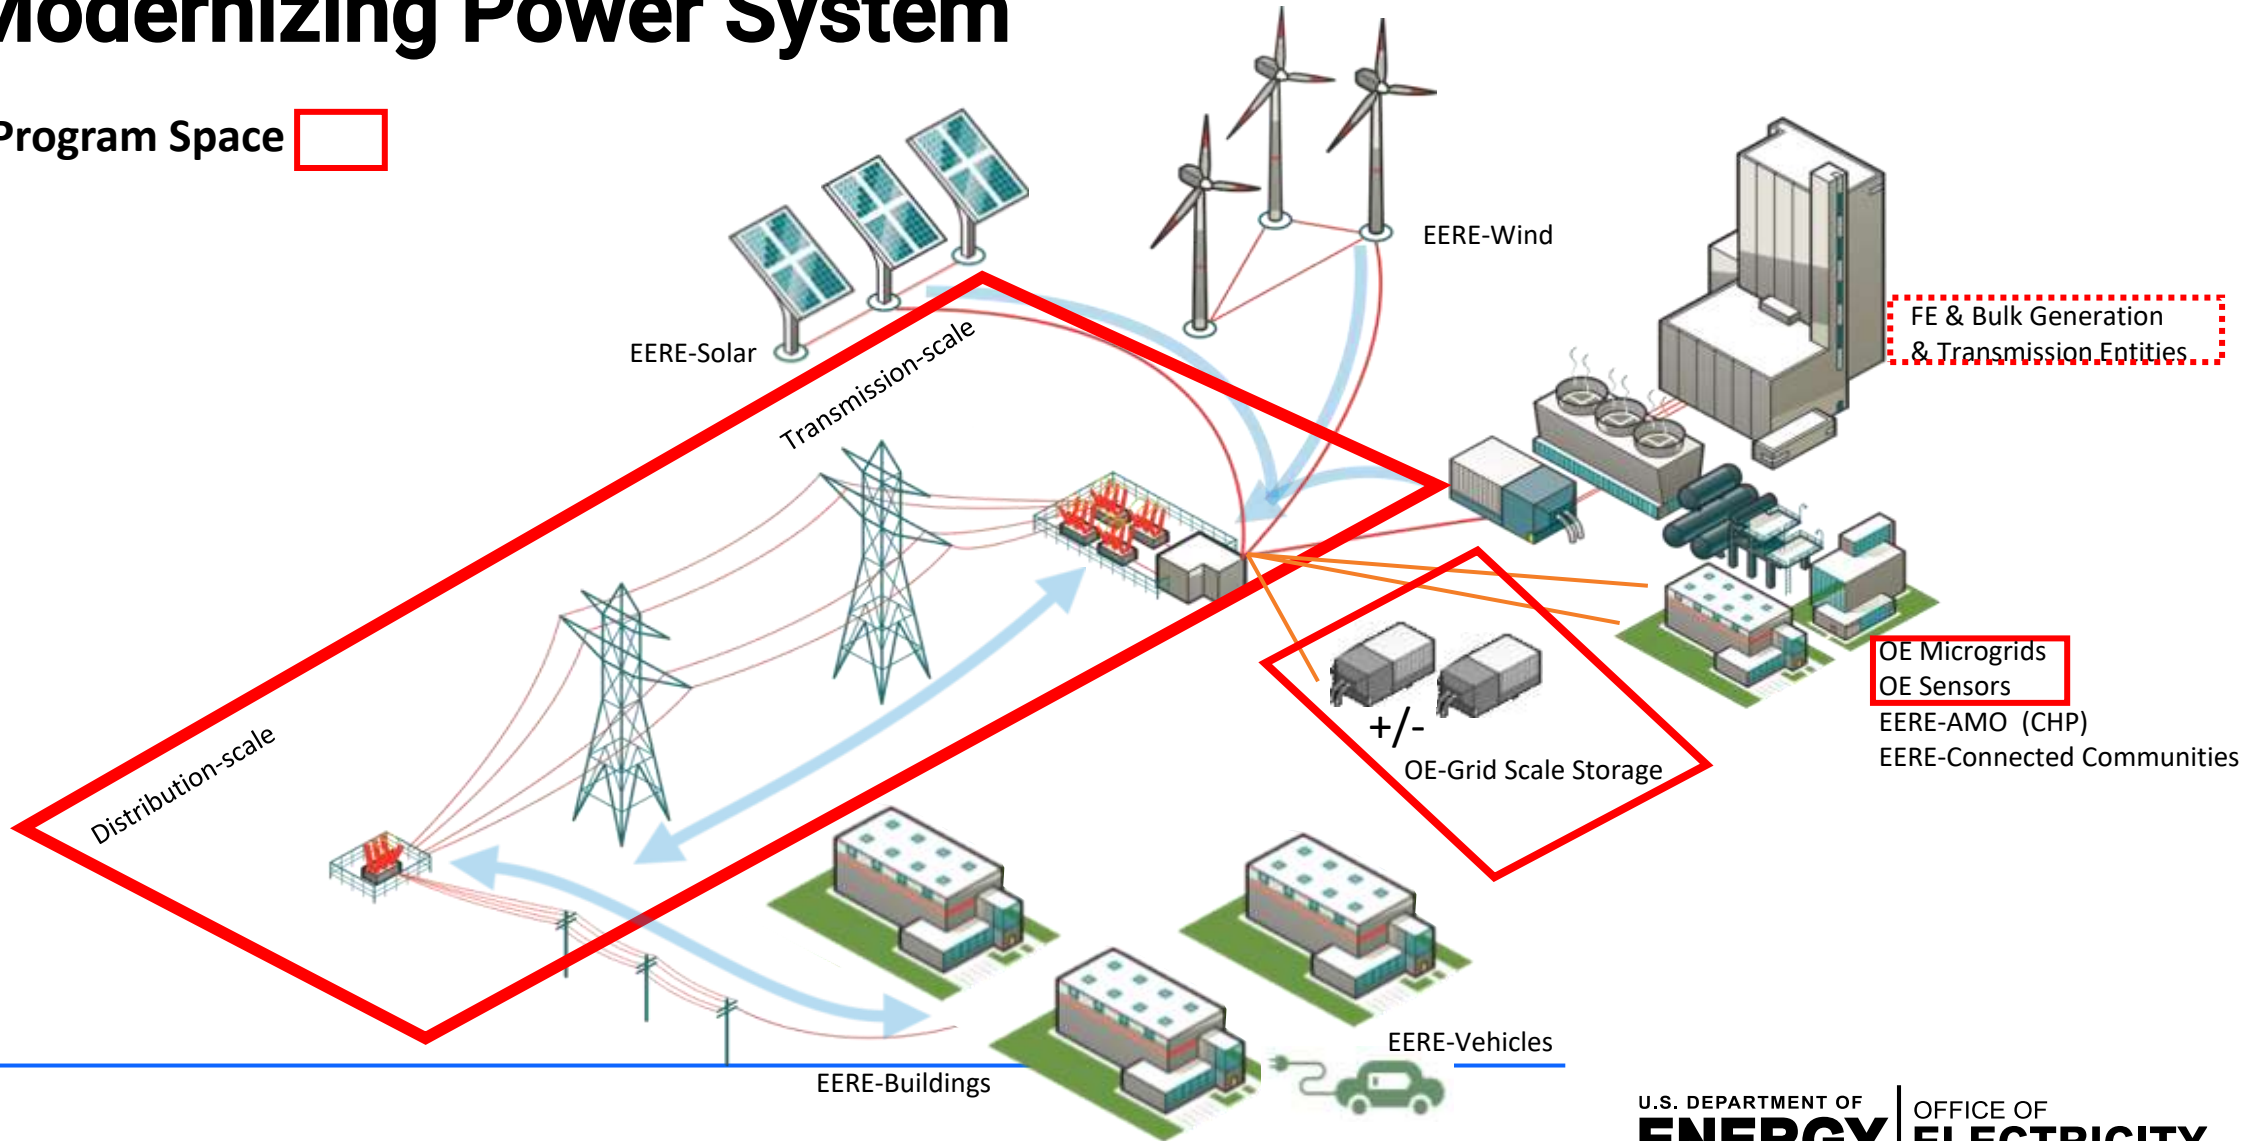 Modernizing Power System
Program Space
EERE-Wind
FE & Bulk Generation
& Transmission Entities
EERE-Solar
Transmission-scale
OE Microgrids
OE Sensors
EERE-AMO (CHP)
EERE-Connected Communities
+/-
OE-Grid Scale Storage
Distribution-scale
EERE-Vehicles
EERE-Buildings
U.S. DEPARTMENT OF
ENERGY
OFFICE OF
ELECTRICITY